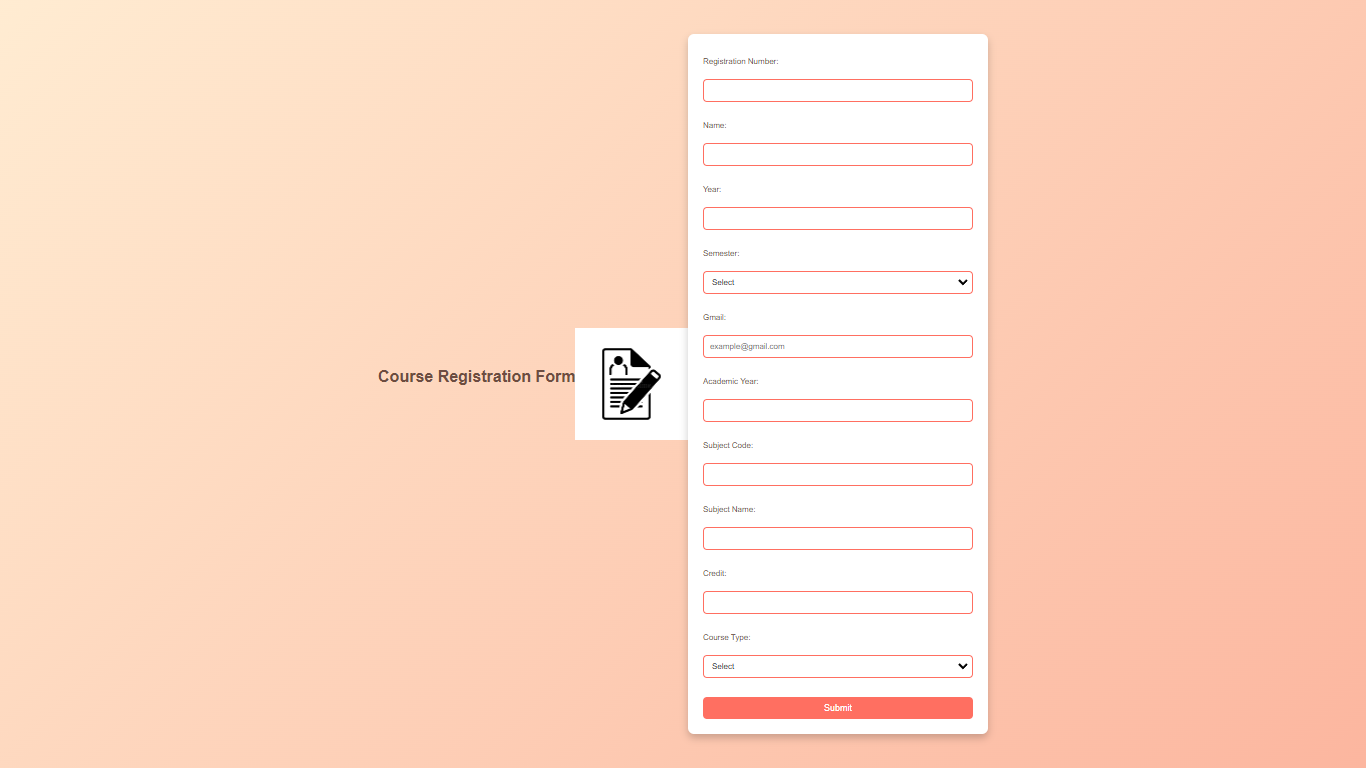 Course Registration Form
Registration Number:
Name:
Year:
Semester:
Select
Gmail:
example@gmail.com
Academic Year:
Subject Code:
Subject Name:
Credit:
Course Type:
Select
Submit